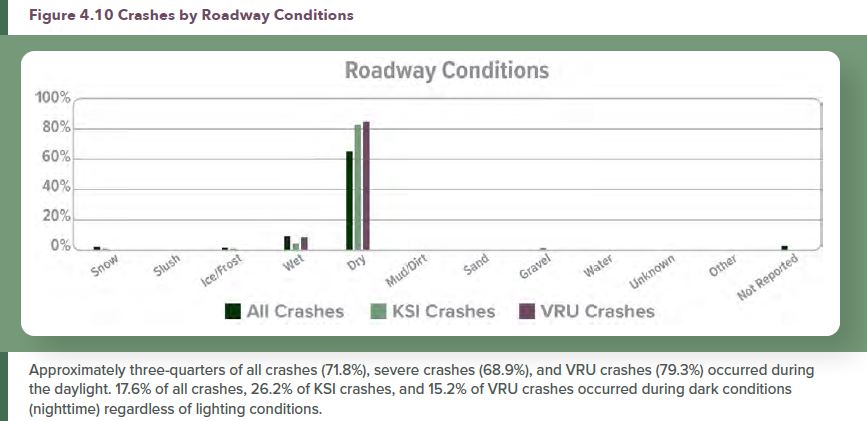 Figure 4.10 Crashes by Roadway Conditions
Roadway Conditions
100%
80%
60%
40%
20%
0%
Snow
Slush
Ice/Frost
Wet
Dry
Mud/Dirt
Sand
Gravel
Water
Unknown
Other
Not Reported
All Crashes
KSI Crashes
VRU Crashes
Approximately three-quarters of all crashes (71.8%), severe crashes (68.9%), and VRU crashes (79.3%) occurred during
the daylight. 17.6% of all crashes, 26.2% of KSI crashes, and 15.2% of VRU crashes occurred during dark conditions
(nighttime) regardless of lighting conditions.